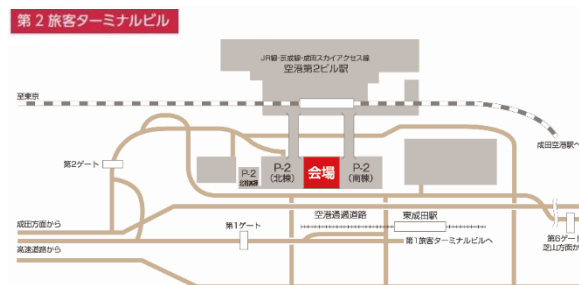 第2旅客ターミナルビル
JR線・京成線・成田スカイアクセス線
空港第2ビル駅
至東京
成田空港駅へ
第2ゲート
P-2
P-2
(北棟)
会場
P-2
(南棟)
成田方面から
第1ゲート
空港通過道路
東成田駅
高速道路から
第1旅客ターミナルビルへ
第6ゲート
芝山方面から